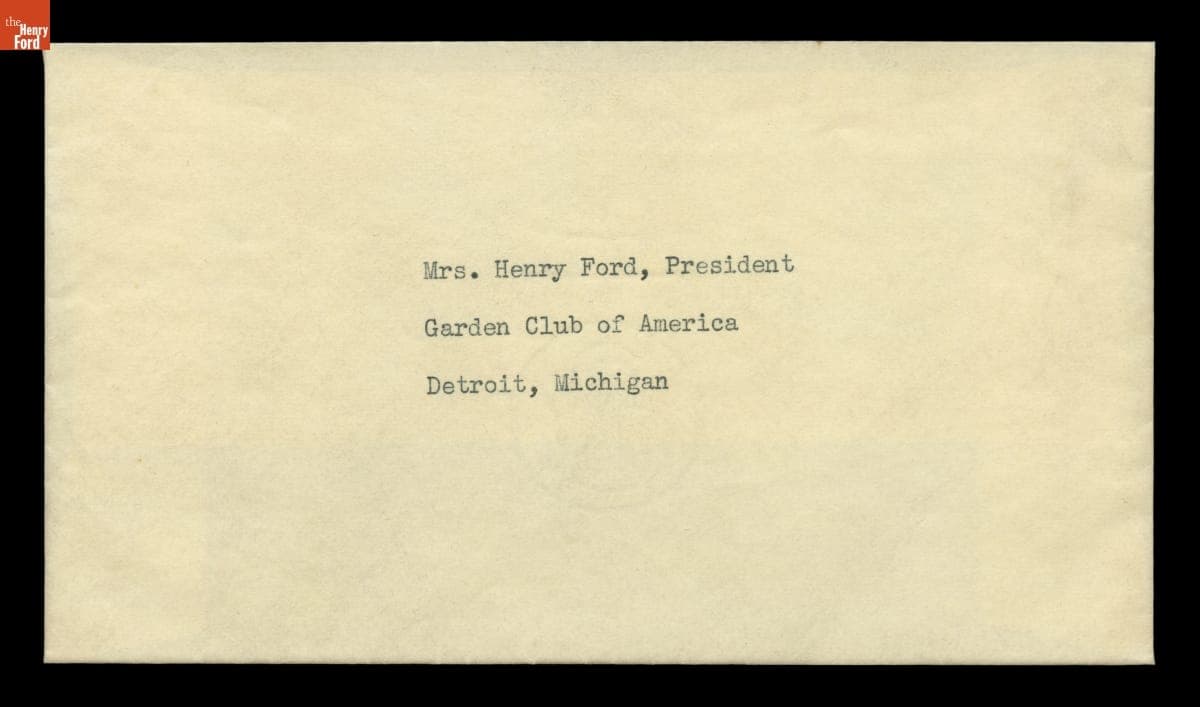 the
Henry
Ford
Mrs. Henry Ford, President
Garden Club of America
Detroit, Michigan